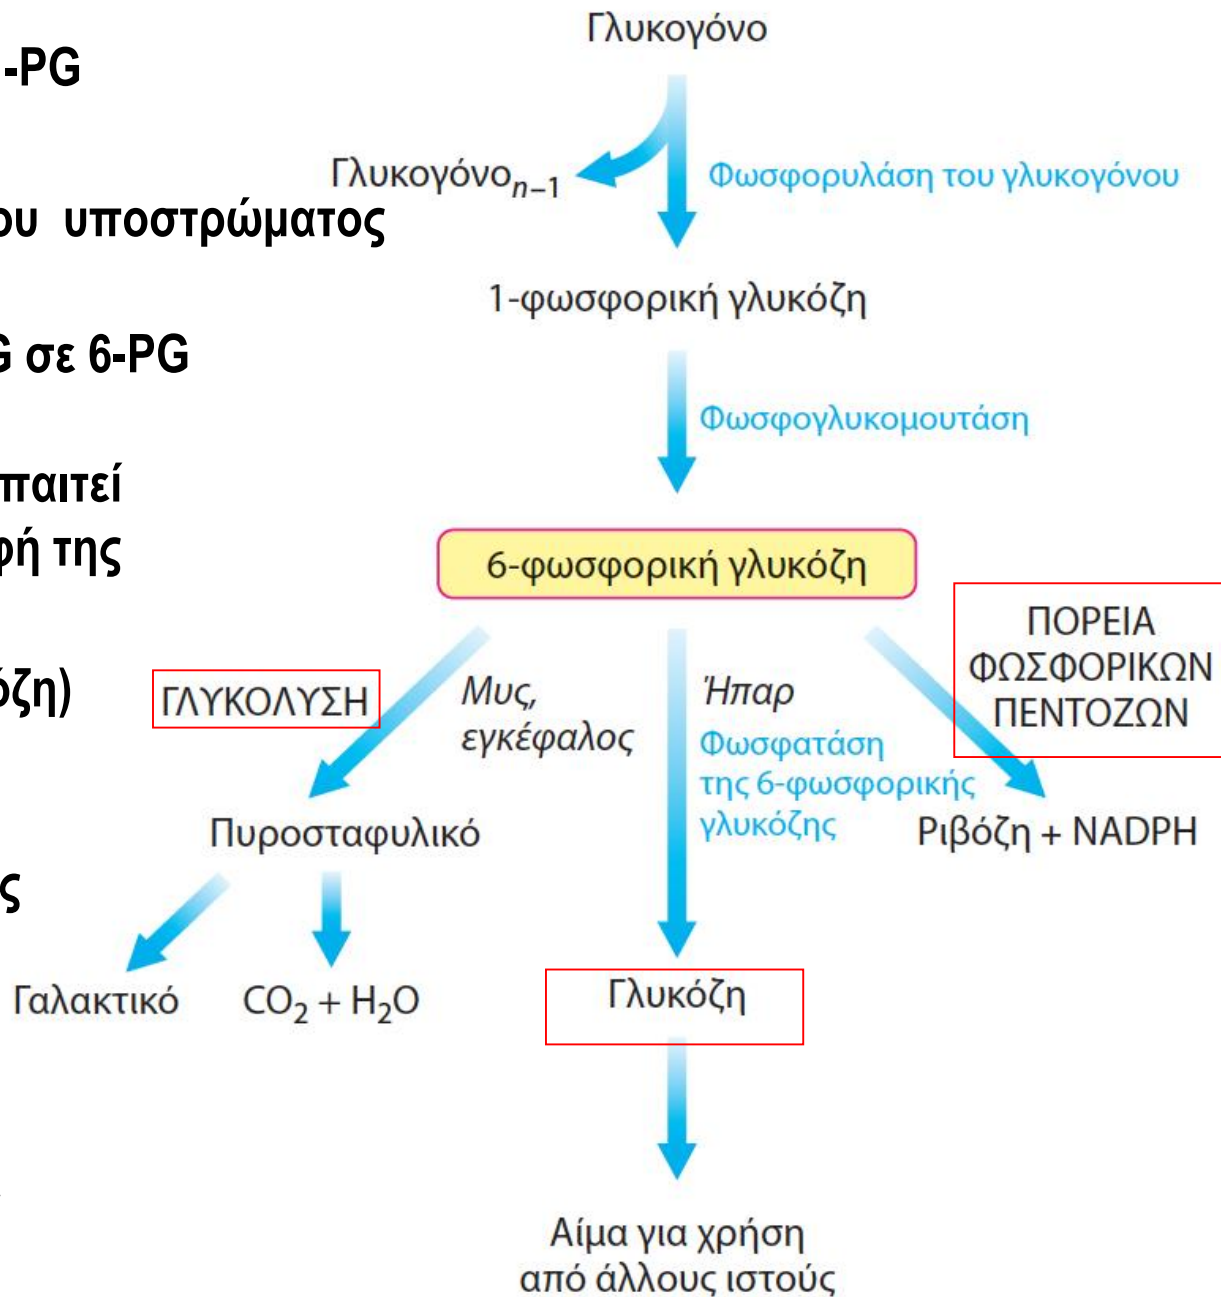 -PG
ου υποστρώματος
G σε 6-PG
παιτεί
φή της
όζη)
ς
Γλυκογόνο
Γλυκογόνοn–1
Φωσφορυλάση του γλυκογόνου
1-φωσφορική γλυκόζη
Φωσφογλυκομουτάση
6-φωσφορική γλυκόζη
ΓΛΥΚΟΛΥΣΗ
Μυς,
εγκέφαλος
Ήπαρ
Φωσφατάση
της 6-φωσφορικής
γλυκόζης
ΠΟΡΕΙΑ
ΦΩΣΦΟΡΙΚΩΝ
ΠΕΝΤΟΖΩΝ
Πυροσταφυλικό
Ριβόζη + NADPH
Γαλακτικό
CO2 + H2O
Γλυκόζη
Αίμα για χρήση
από άλλους ιστούς